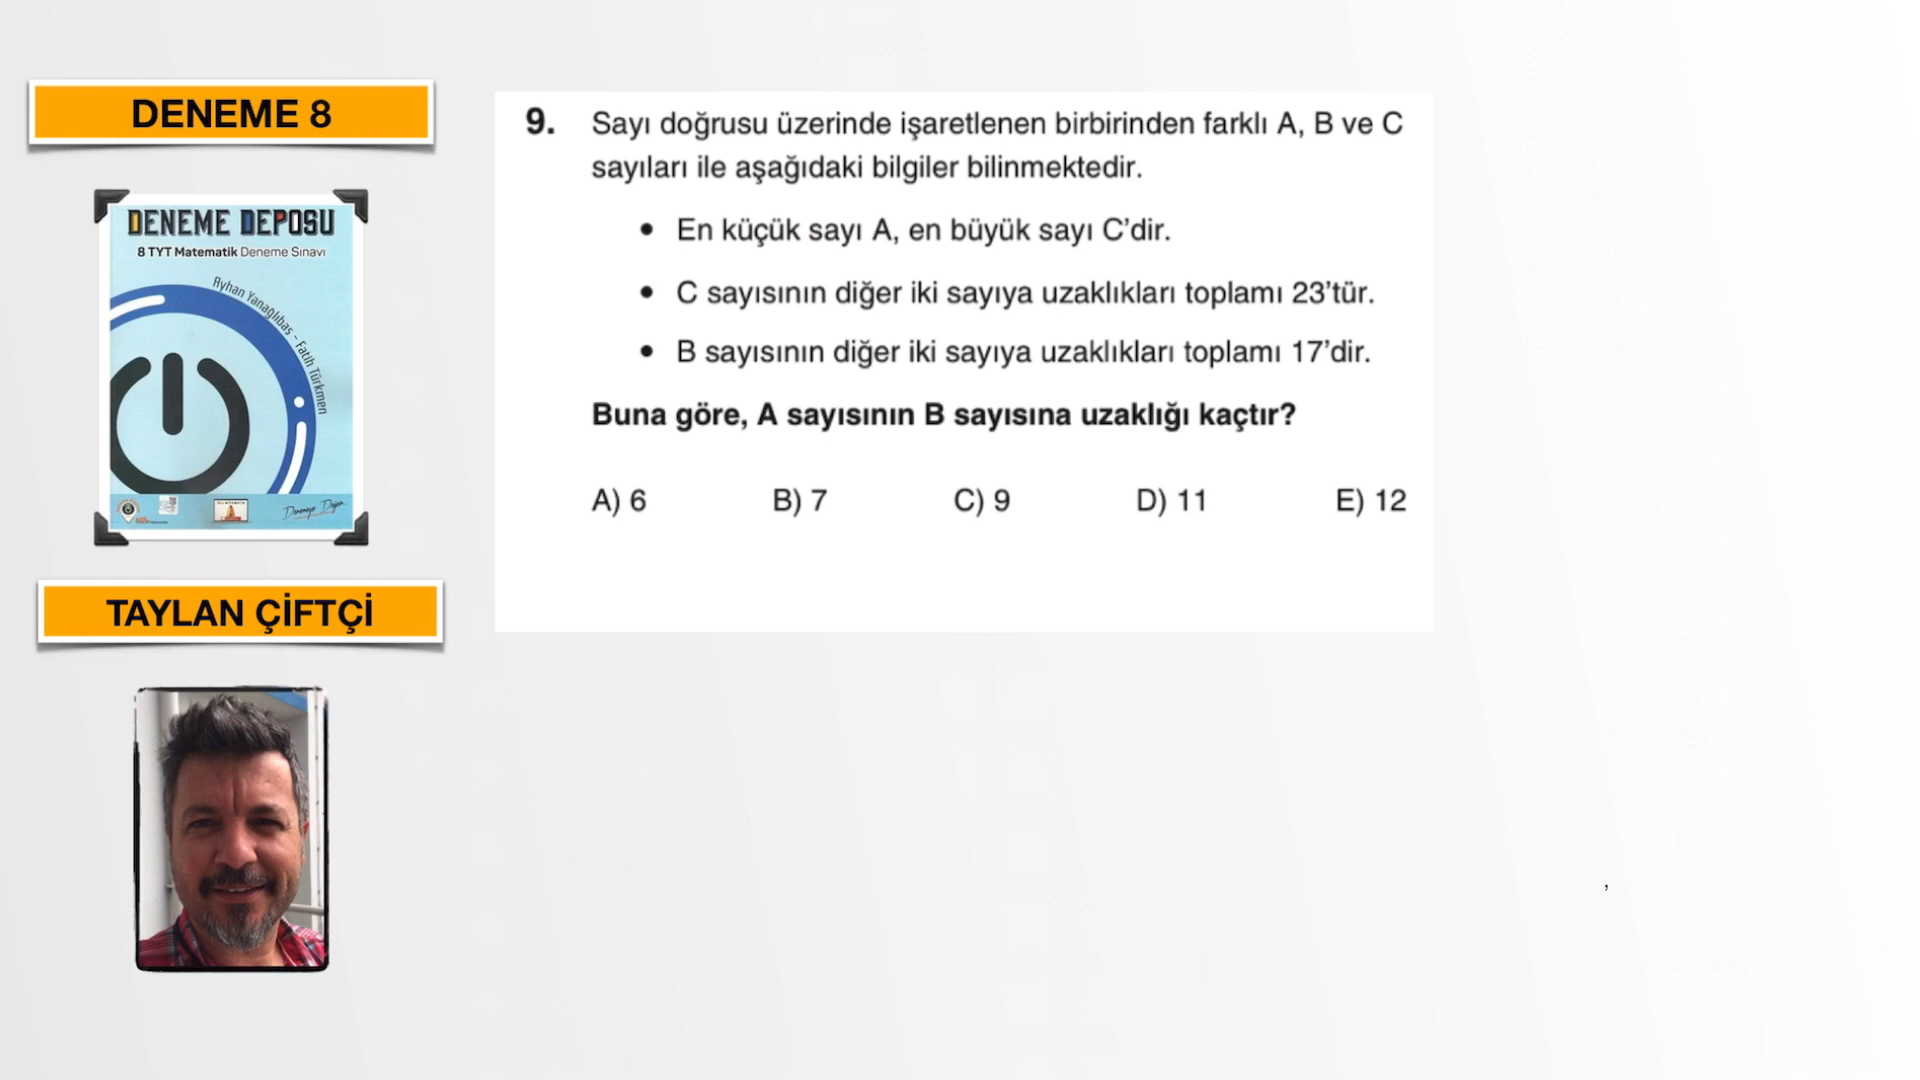 DENEME 8
DENEME DEPOSU
8 TYT Matematik Deneme Sınavı
Ayhan Yanağlıbaş - Fatih Türkmen
Denemeye Değer
TAYLAN ÇİFTÇİ
9. Sayı doğrusu üzerinde işaretlenen birbirinden farklı A, B ve C
sayıları ile aşağıdaki bilgiler bilinmektedir.
• En küçük sayı A, en büyük sayı C’dir.
• C sayısının diğer iki sayıya uzaklıkları toplamı 23’tür.
• B sayısının diğer iki sayıya uzaklıkları toplamı 17’dir.
Buna göre, A sayısının B sayısına uzaklığı kaçtır?
A) 6 B) 7 C) 9 D) 11 E) 12
,